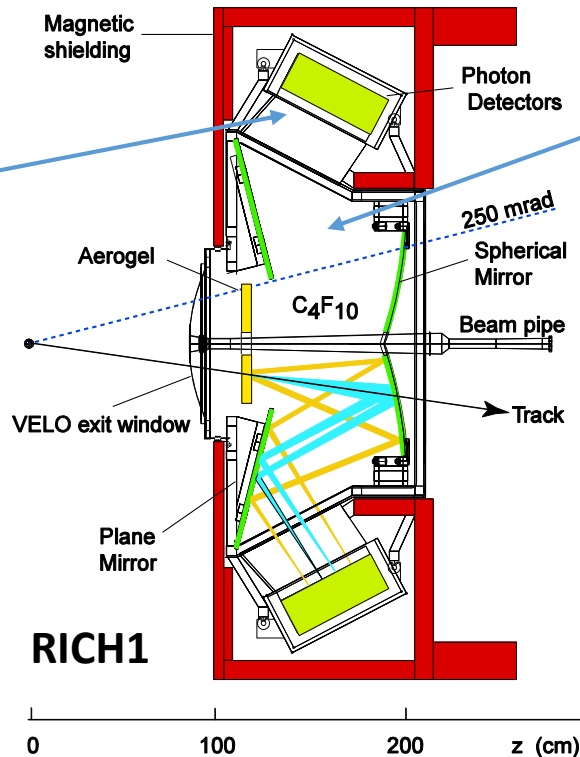 Magnetic
shielding
Photon
Detectors
250 mrad
Aerogel
Spherical
Mirror
C4F10
Beam pipe
VELO exit window
Track
Plane
Mirror
RICH1
0 100 200 z (cm)